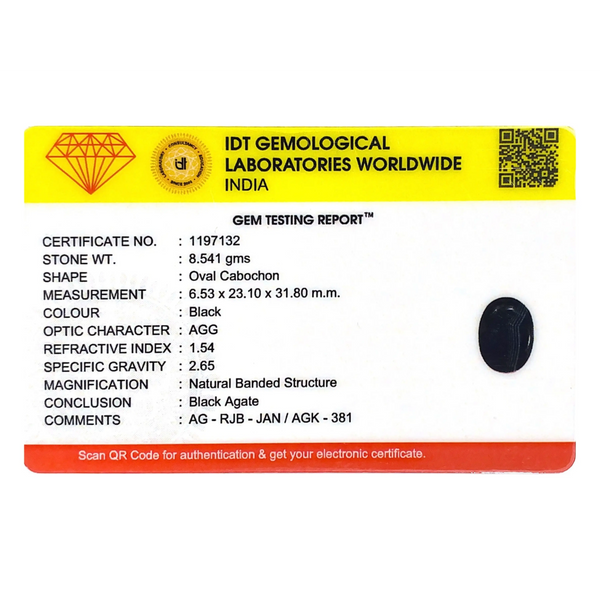 IDT GEMOLOGICAL
LABORATORIES WORLDWIDE
INDIA
GEM TESTING REPORT™
CERTIFICATE NO. : 1197132
STONE WT. : 8.541 gms
SHAPE : Oval Cabochon
MEASUREMENT : 6.53 x 23.10 x 31.80 m.m.
COLOUR : Black
OPTIC CHARACTER : AGG
REFRACTIVE INDEX : 1.54
SPECIFIC GRAVITY : 2.65
MAGNIFICATION : Natural Banded Structure
CONCLUSION : Black Agate
COMMENTS : AG - RJB - JAN / AGK - 381
Scan QR Code for authentication & get your electronic certificate.